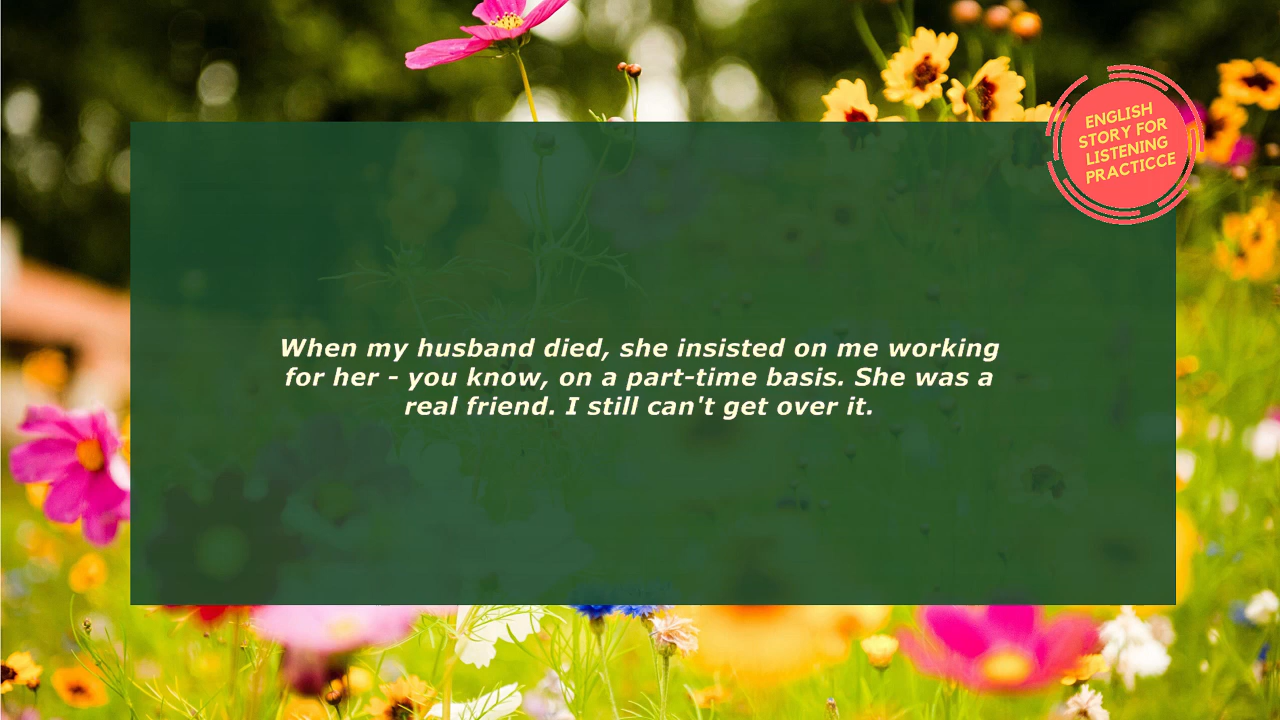 ENGLISH
STORY FOR
LISTENING
PRACTICCE
When my husband died, she insisted on me working
for her - you know, on a part-time basis. She was a
real friend. I still can't get over it.